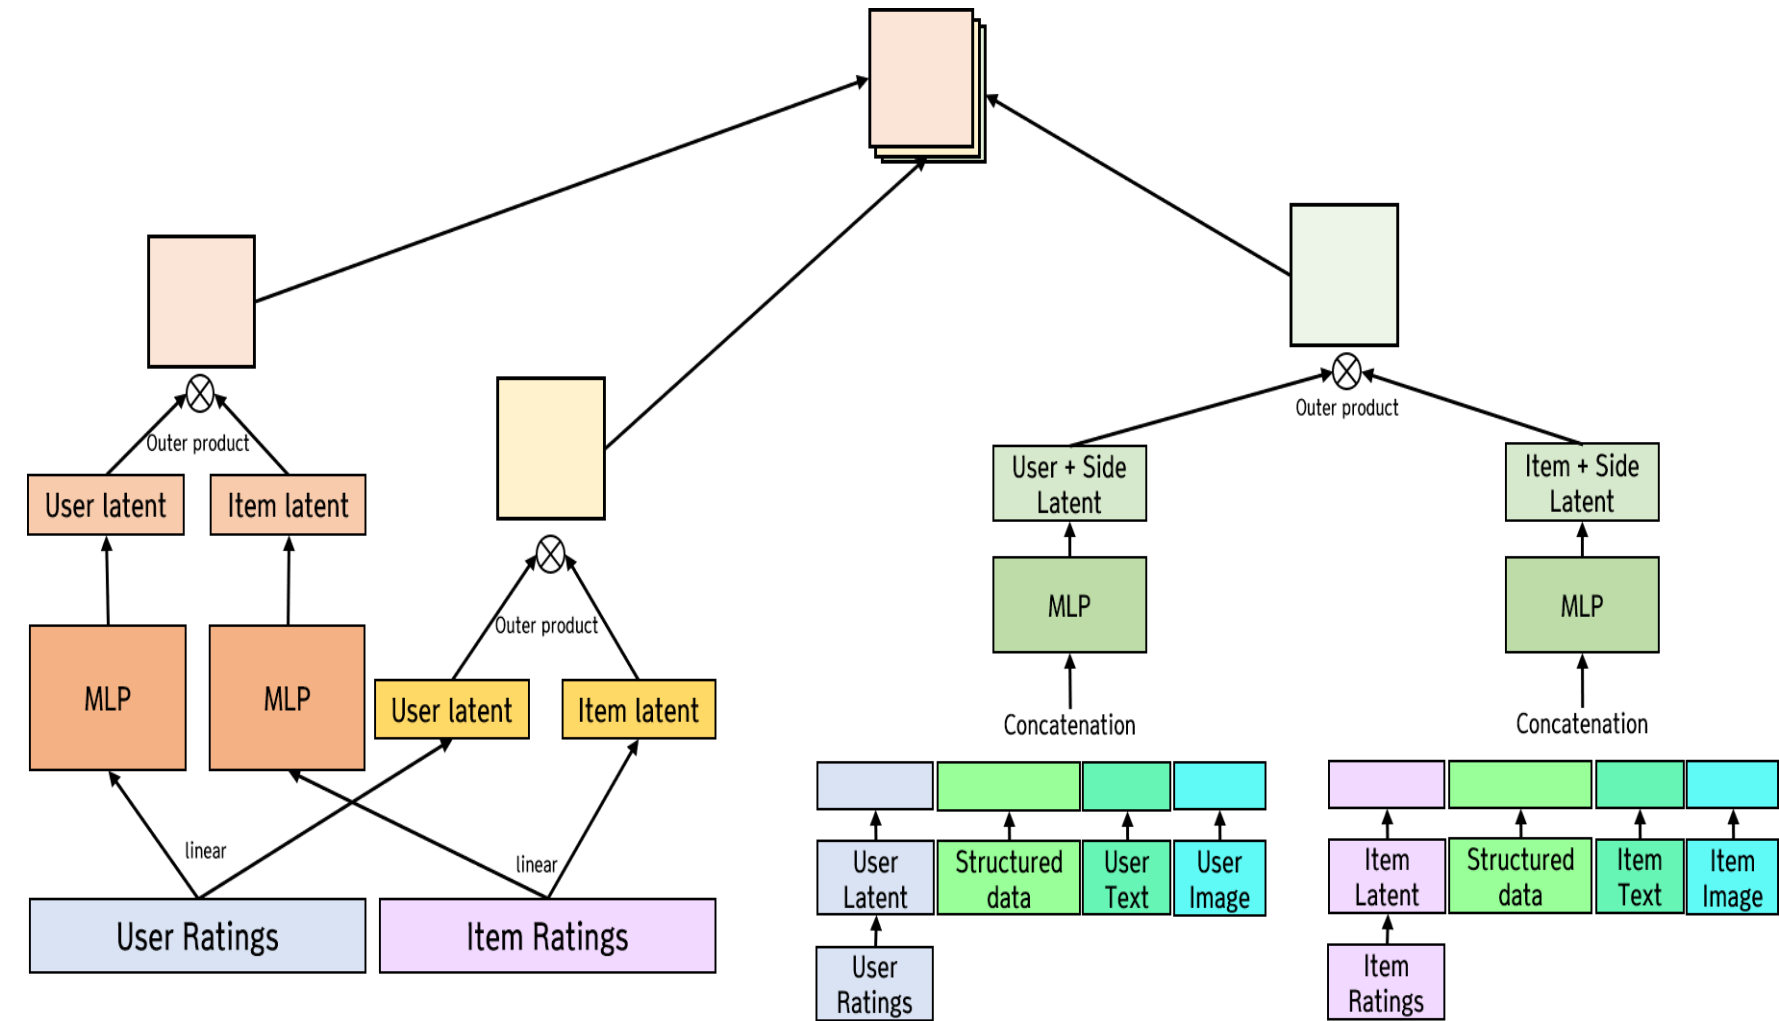 Outer product
User latent
Item latent
MLP
MLP
Outer product
User latent
Item latent
linear
linear
User Ratings
Item Ratings
Outer product
User + Side
Latent
Item + Side
Latent
MLP
MLP
Concatenation
Concatenation
User
Latent
Structured
data
User
Text
User
Image
User
Ratings
Item
Latent
Structured
data
Item
Text
Item
Image
Item
Ratings